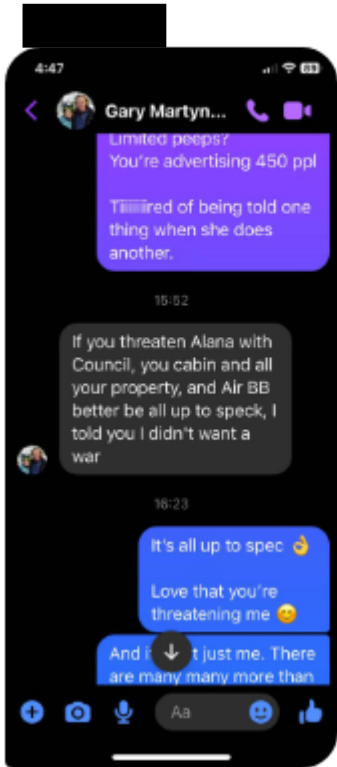 4:47
89
Gary Martyn...
Limited peeps?
You're advertising 450 ppl
Tiiiiiired of being told one
thing when she does
another.
15:52
If you threaten Alana with
Council, you cabin and all
your property, and Air BB
better be all up to speck, I
told you I didn't want a
war
16:23
It's all up to spec 👌
Love that you're
threatening me 😊
And t just me. There
are many many more than
Aa